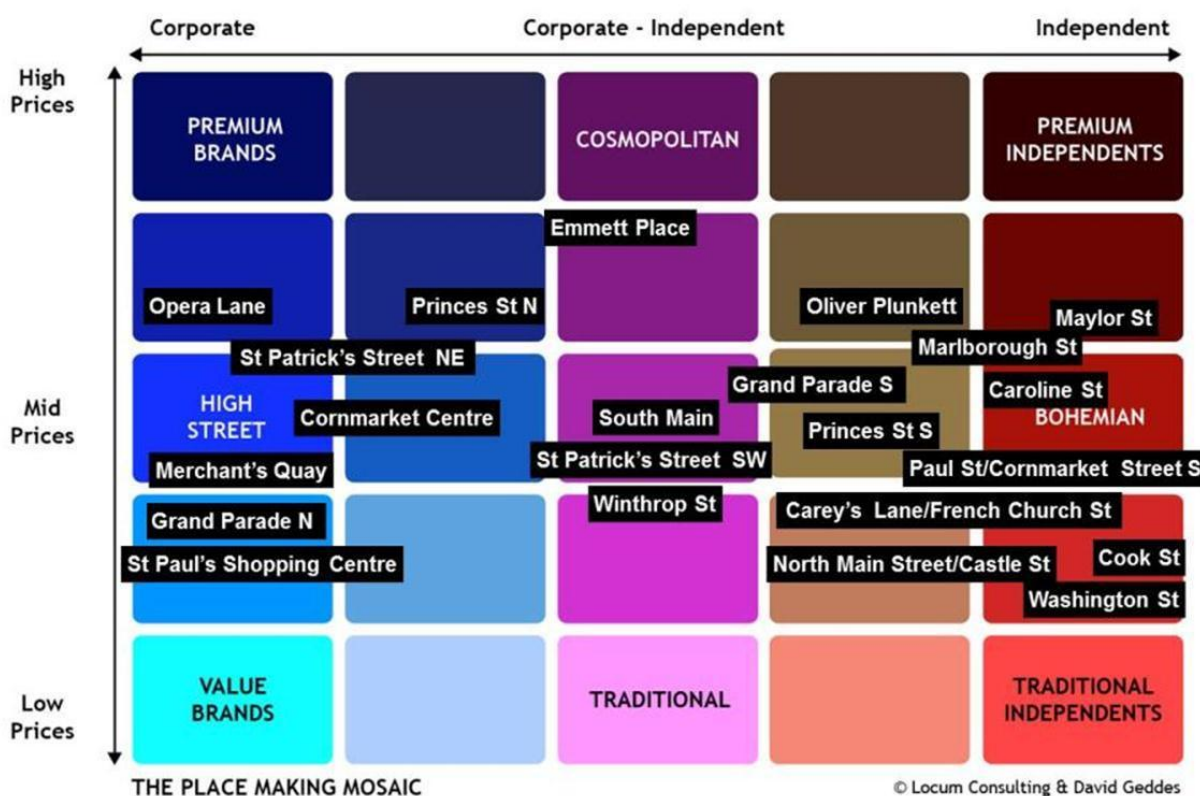 Corporate
Corporate - Independent
Independent
High
Prices
PREMIUM
BRANDS
COSMOPOLITAN
PREMIUM
INDEPENDENTS
Emmett Place
Opera Lane
Princes St N
Oliver Plunkett
Maylor St
Marlborough St
St Patrick's Street NE
Grand Parade S
Caroline St
Mid
Prices
HIGH
STREET
Cornmarket Centre
South Main
Princes St S
BOHEMIAN
Merchant's Quay
St Patrick's Street SW
Paul St/Cornmarket Street S
Grand Parade N
Winthrop St
Carey's Lane/French Church St
St Paul's Shopping Centre
North Main Street/Castle St
Cook St
Washington St
Low
Prices
VALUE
BRANDS
TRADITIONAL
TRADITIONAL
INDEPENDENTS
THE PLACE MAKING MOSAIC
© Locum Consulting & David Geddes